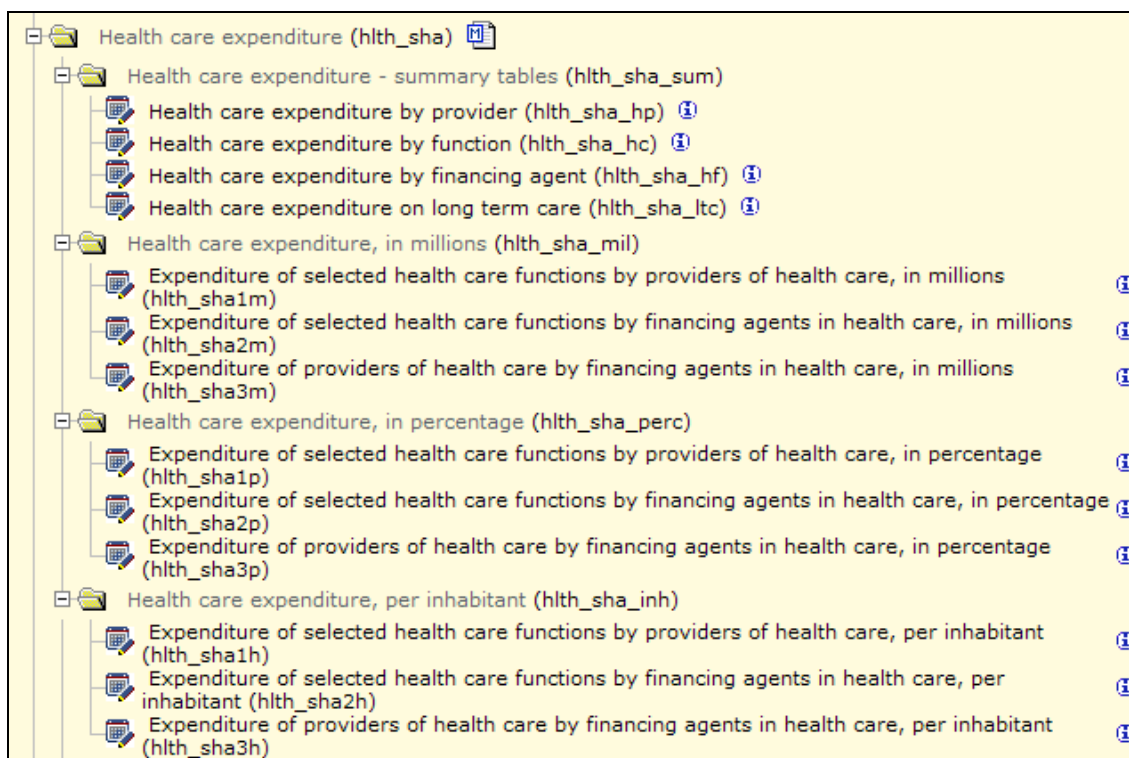 Health care expenditure (hlth_sha) M
Health care expenditure - summary tables (hlth_sha_sum)
Health care expenditure by provider (hlth_sha_hp) i
Health care expenditure by function (hlth_sha_hc) i
Health care expenditure by financing agent (hlth_sha_hf) i
Health care expenditure on long term care (hlth_sha_ltc) i
Health care expenditure, in millions (hlth_sha_mil)
Expenditure of selected health care functions by providers of health care, in millions i
(hlth_sha1m)
Expenditure of selected health care functions by financing agents in health care, in millions i
(hlth_sha2m)
Expenditure of providers of health care by financing agents in health care, in millions i
(hlth_sha3m)
Health care expenditure, in percentage (hlth_sha_perc)
Expenditure of selected health care functions by providers of health care, in percentage i
(hlth_sha1p)
Expenditure of selected health care functions by financing agents in health care, in percentage i
(hlth_sha2p)
Expenditure of providers of health care by financing agents in health care, in percentage i
(hlth_sha3p)
Health care expenditure, per inhabitant (hlth_sha_inh)
Expenditure of selected health care functions by providers of health care, per inhabitant i
(hlth_sha1h)
Expenditure of selected health care functions by financing agents in health care, per i
inhabitant (hlth_sha2h)
Expenditure of providers of health care by financing agents in health care, per inhabitant i
(hlth_sha3h)